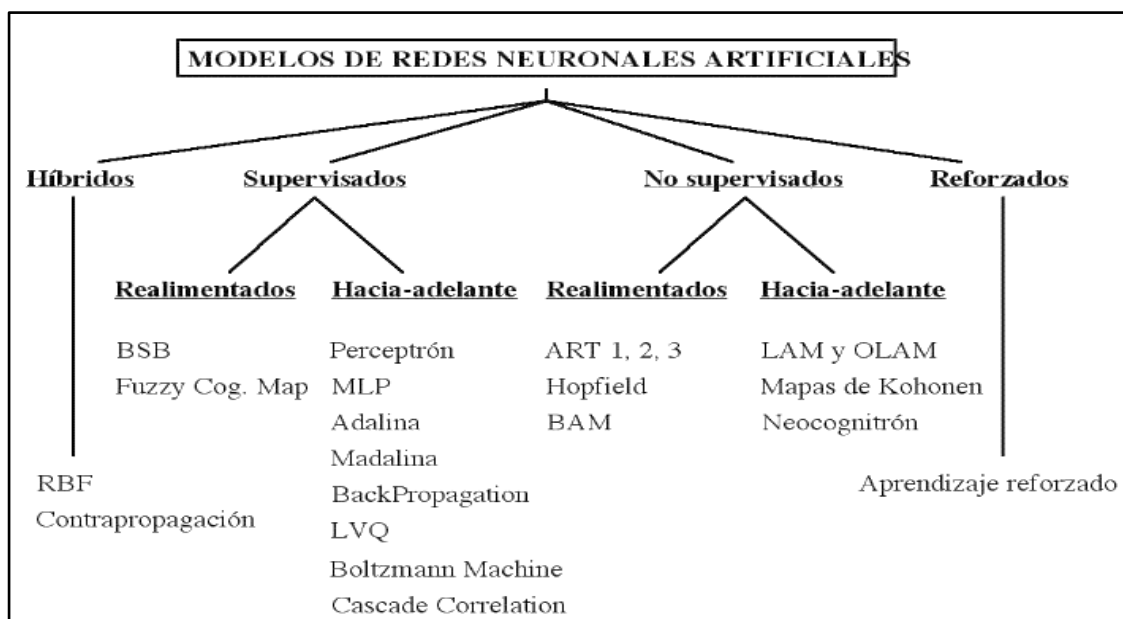 MODELOS DE REDES NEURONALES ARTIFICIALES
Híbridos
Supervisados
No supervisados
Reforzados
Realimentados
Hacia-adelante
Realimentados
Hacia-adelante
BSB
Fuzzy Cog. Map
Perceptrón
MLP
Adalina
Madalina
BackPropagation
LVQ
Boltzmann Machine
Cascade Correlation
ART 1, 2, 3
Hopfield
BAM
LAM y OLAM
Mapas de Kohonen
Neocognitrón
RBF
Contrapropagación
Aprendizaje reforzado